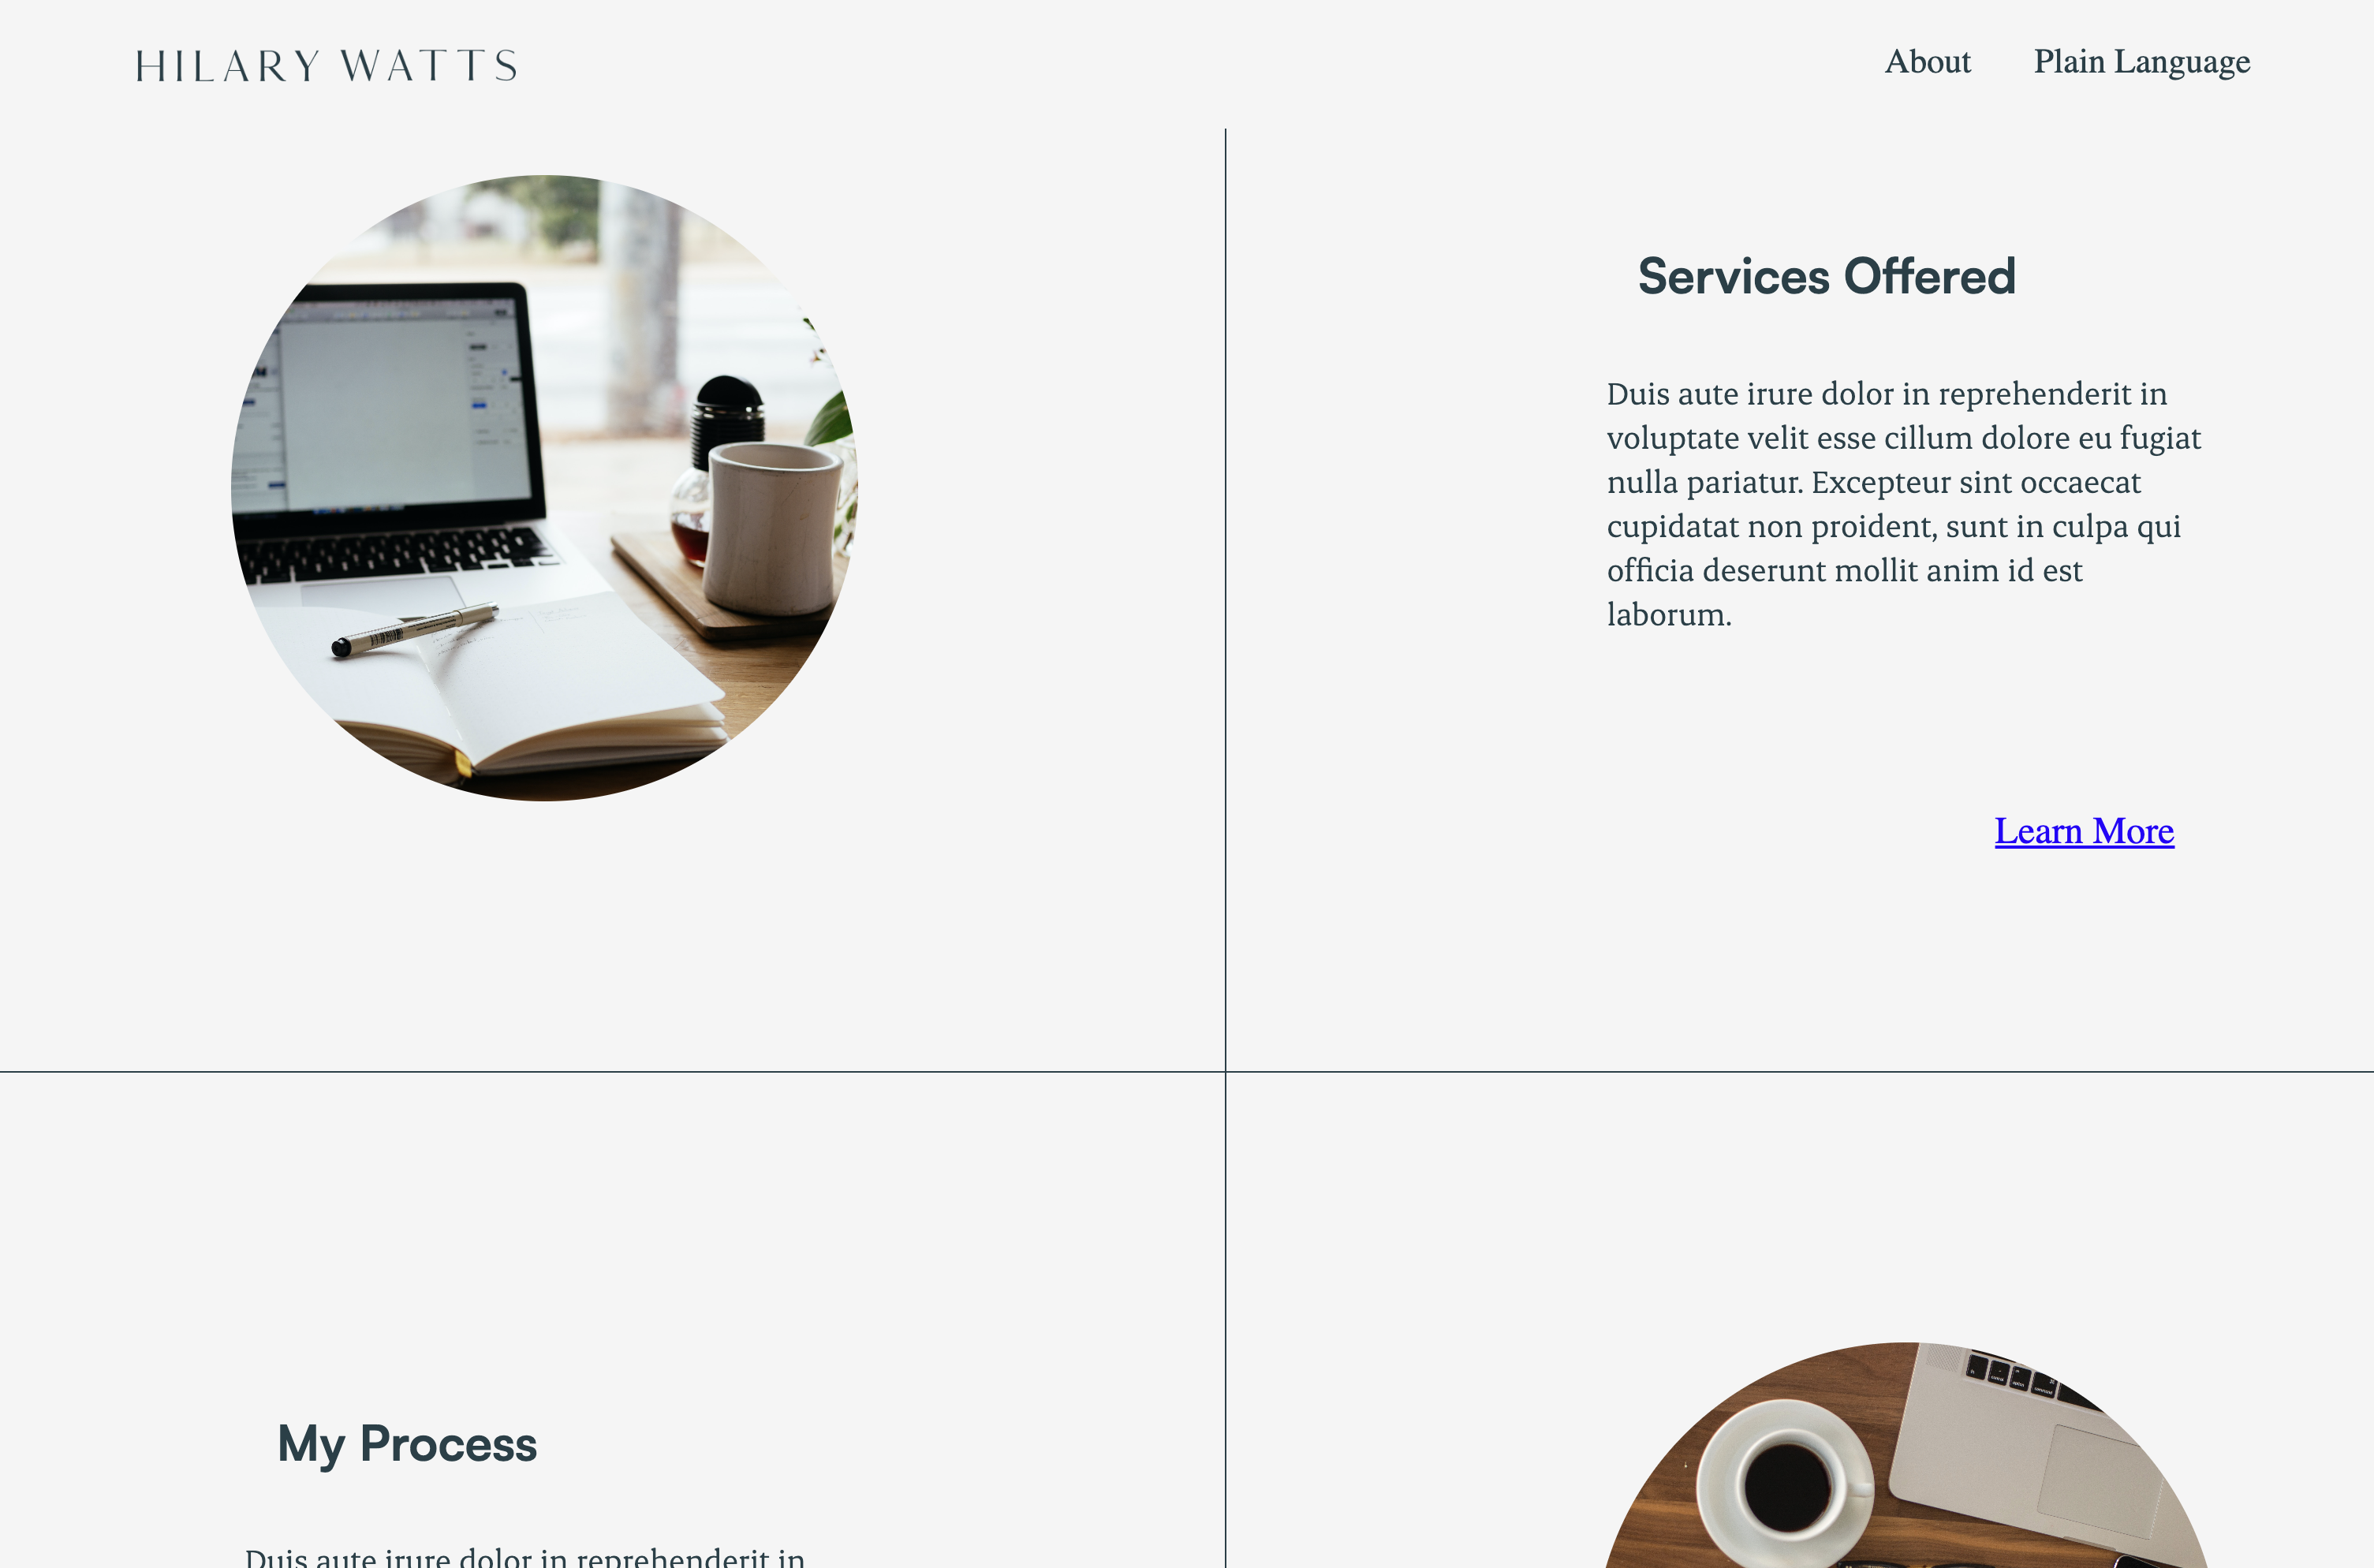 HILARY WATTS
About Plain Language
Services Offered
Duis aute irure dolor in reprehenderit in
voluptate velit esse cillum dolore eu fugiat
nulla pariatur. Excepteur sint occaecat
cupidatat non proident, sunt in culpa qui
officia deserunt mollit anim id est
laborum.
Learn More
My Process
Duis aute irure dolor in reprehenderit in